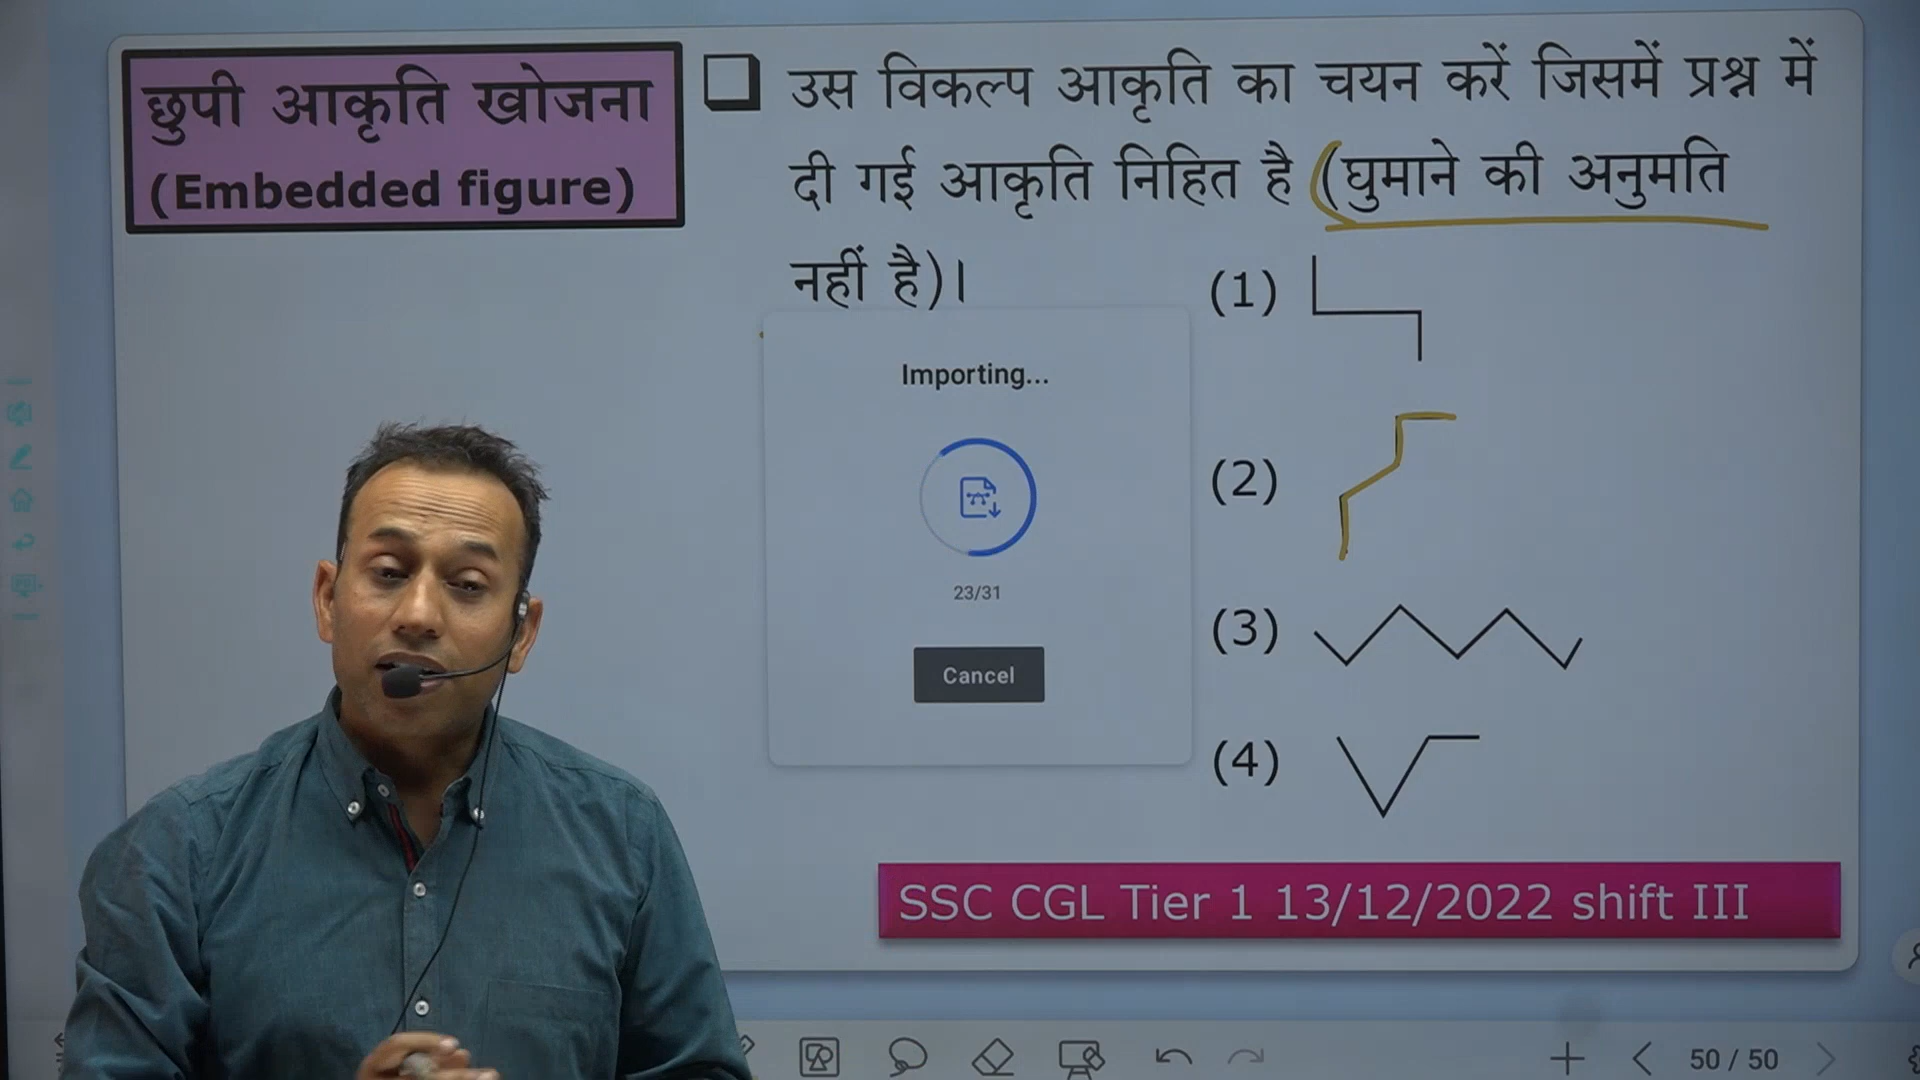 छुपी आकृति खोजना
(Embedded figure)
उस विकल्प आकृति का चयन करें जिसमें प्रश्न में
दी गई आकृति निहित है (घुमाने की अनुमति
नहीं है)।
(1)
Importing...
(2)
23/31
(3)
Cancel
(4)
SSC CGL Tier 1 13/12/2022 shift III
50 / 50